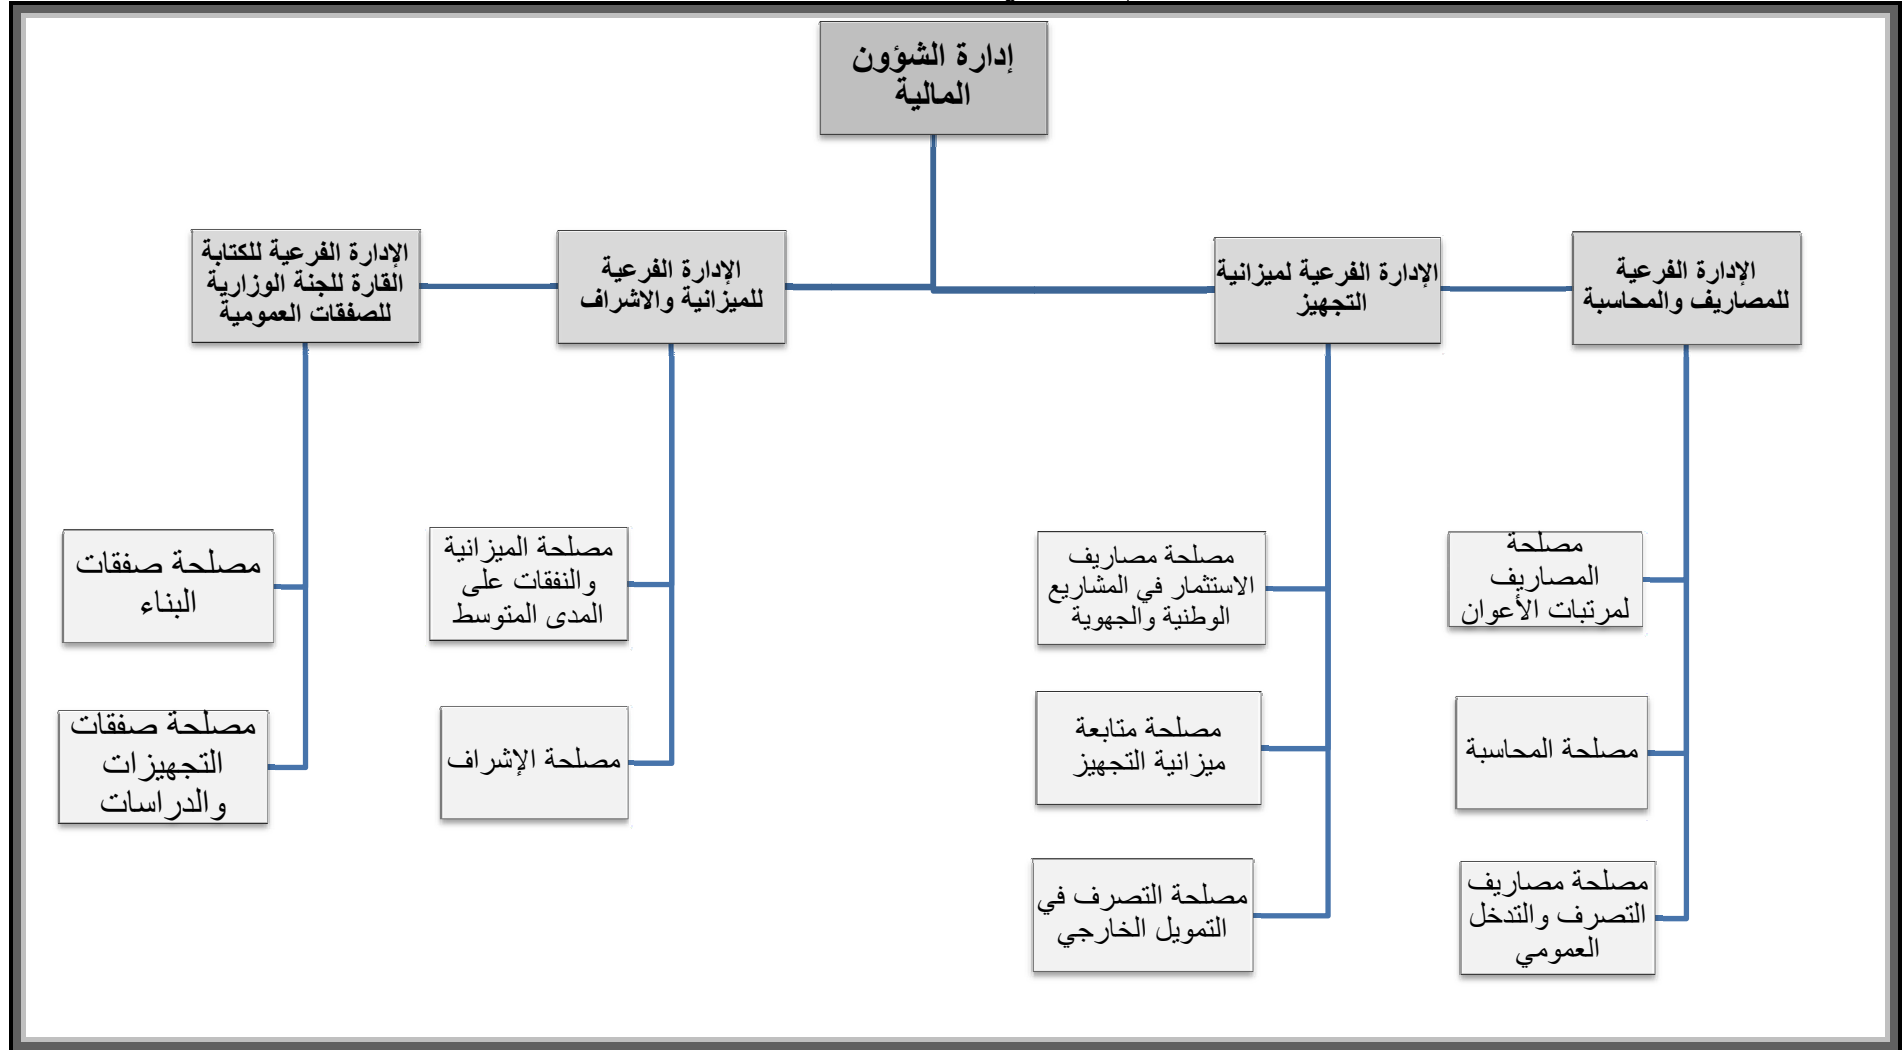 إدارة الشؤون
المالية
الإدارة الفرعية
للمصاريف والمحاسبة
الإدارة الفرعية لميزانية
التجهيز
الإدارة الفرعية
للميزانية والاشراف
الإدارة الفرعية للكتابة
القارة للجنة الوزارية
للصفقات العمومية
مصلحة
المصاريف
لمرتبات الأعوان
مصلحة المحاسبة
مصلحة مصاريف
التصرف والتدخل
العمومي
مصلحة مصاريف
الاستثمار في المشاريع
الوطنية والجهوية
مصلحة متابعة
ميزانية التجهيز
مصلحة التصرف في
التمويل الخارجي
مصلحة الميزانية
والنفقات على
المدى المتوسط
مصلحة الإشراف
مصلحة صفقات
البناء
مصلحة صفقات
التجهيزات
والدراسات